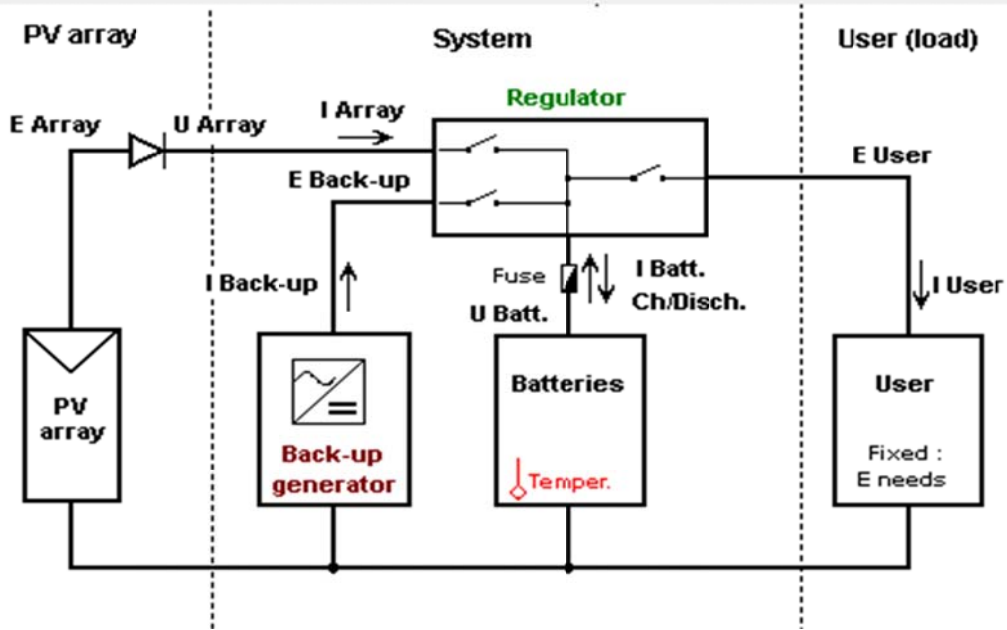 PV array
System
User (load)
Regulator
I Array
E Array
U Array
E Back-up
E User
I Back-up
Fuse
I Batt.
Ch/Disch.
U Batt.
I User
PV
array
Back-up
generator
Batteries
Temper.
User
Fixed :
E needs